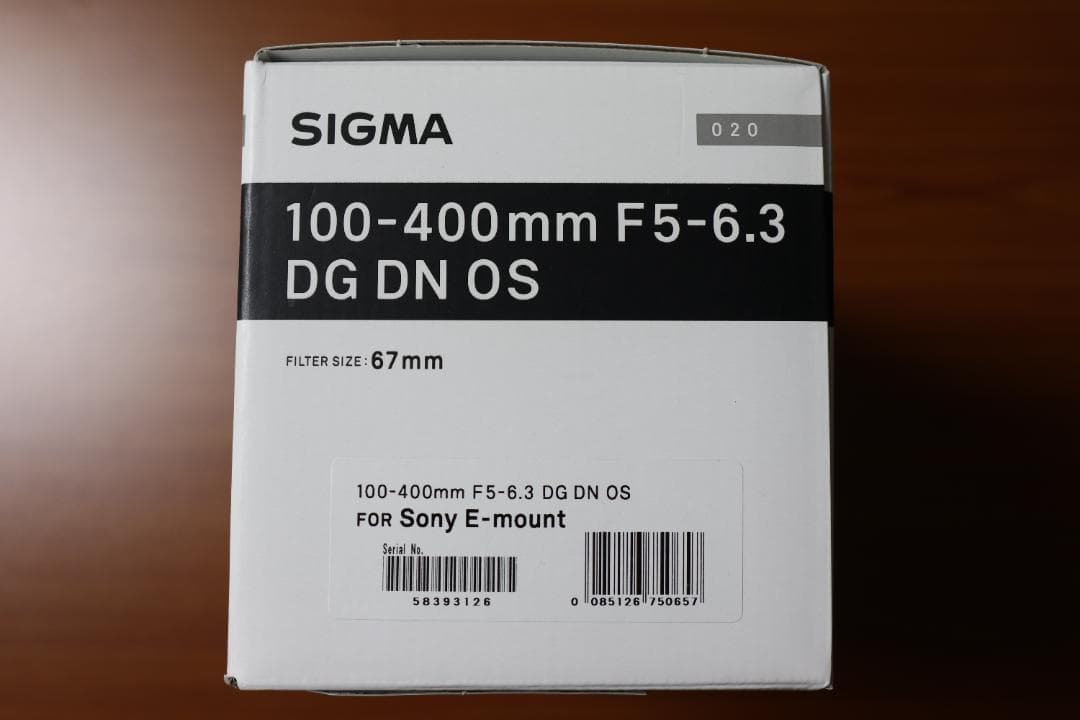 SIGMA
020
100-400mm F5-6.3
DG DN OS
FILTER SIZE: 67mm
100-400mm F5-6.3 DG DN OS
FOR Sony E-mount
Serial No.
58393126
0 085126 750657